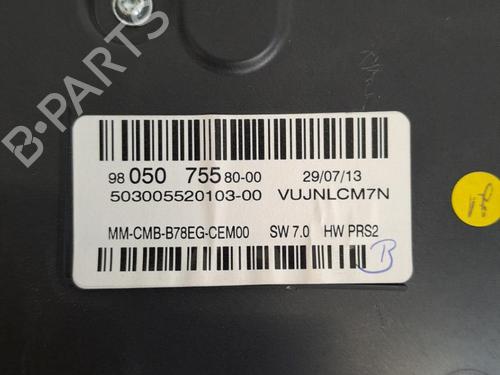 B-PARTS
98 050 755 80-00 29/07/13
503005520103-00 VUJNLCM7N
MM-CMB-B78EG-CEM00 SW 7.0 HW PRS2
B